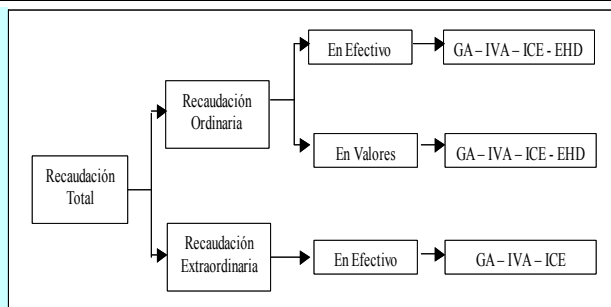 En Efectivo
GA – IVA – ICE - EHD
Recaudación
Ordinaria
En Valores
GA – IVA – ICE - EHD
Recaudación
Total
Recaudación
Extraordinaria
En Efectivo
GA – IVA – ICE